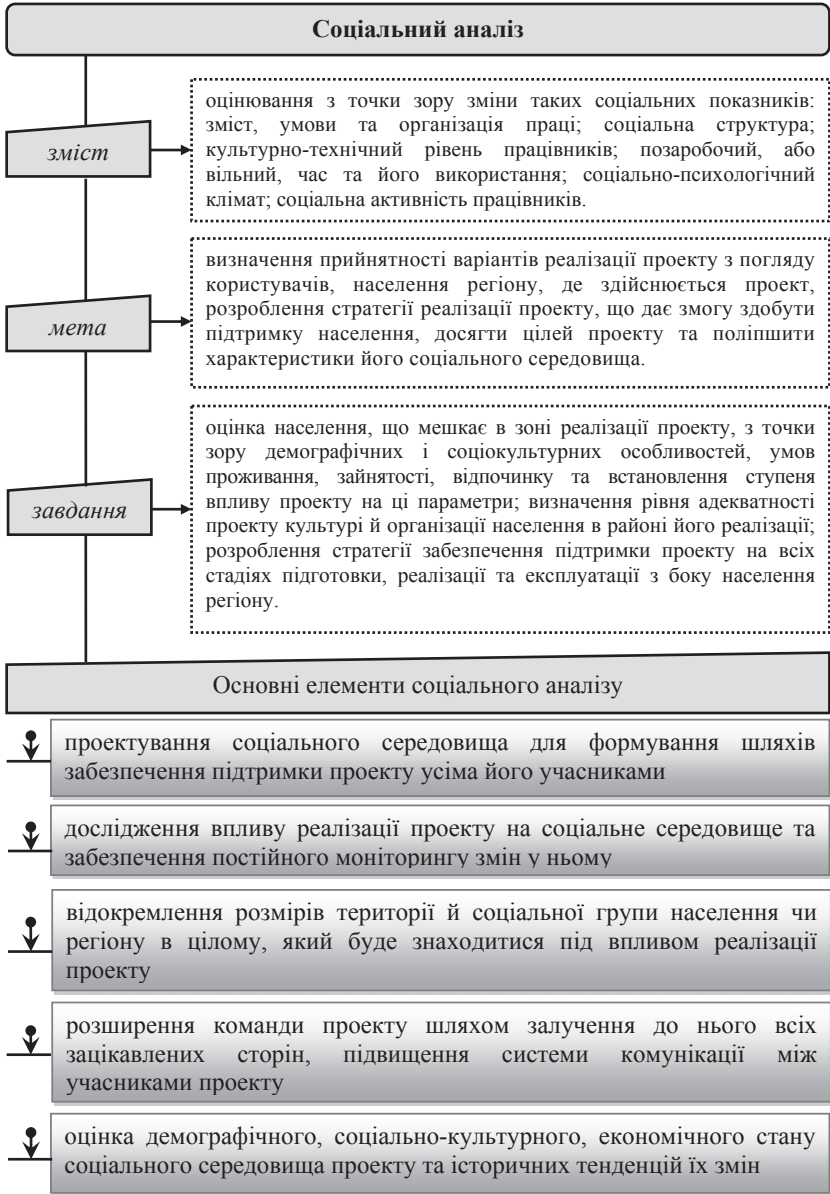 Соціальний аналіз
зміст
оцінювання з точки зору зміни таких соціальних показників:
зміст, умови та організація праці; соціальна структура;
культурно-технічний рівень працівників; позаробочий, або
вільний, час та його використання; соціально-психологічний
клімат; соціальна активність працівників.
мета
визначення прийнятності варіантів реалізації проекту з погляду
користувачів, населення регіону, де здійснюється проект,
розроблення стратегії реалізації проекту, що дає змогу здобути
підтримку населення, досягти цілей проекту та поліпшити
характеристики його соціального середовища.
завдання
оцінка населення, що мешкає в зоні реалізації проекту, з точки
зору демографічних і соціокультурних особливостей, умов
проживання, зайнятості, відпочинку та встановлення ступеня
впливу проекту на ці параметри; визначення рівня адекватності
проекту культурі й організації населення в районі його реалізації;
розроблення стратегії забезпечення підтримки проекту на всіх
стадіях підготовки, реалізації та експлуатації з боку населення
регіону.
Основні елементи соціального аналізу
проектування соціального середовища для формування шляхів
забезпечення підтримки проекту усіма його учасниками
дослідження впливу реалізації проекту на соціальне середовище та
забезпечення постійного моніторингу змін у ньому
відокремлення розмірів території й соціальної групи населення чи
регіону в цілому, який буде знаходитися під впливом реалізації
проекту
розширення команди проекту шляхом залучення до нього всіх
зацікавлених сторін, підвищення системи комунікації між
учасниками проекту
оцінка демографічного, соціально-культурного, економічного стану
соціального середовища проекту та історичних тенденцій їх змін